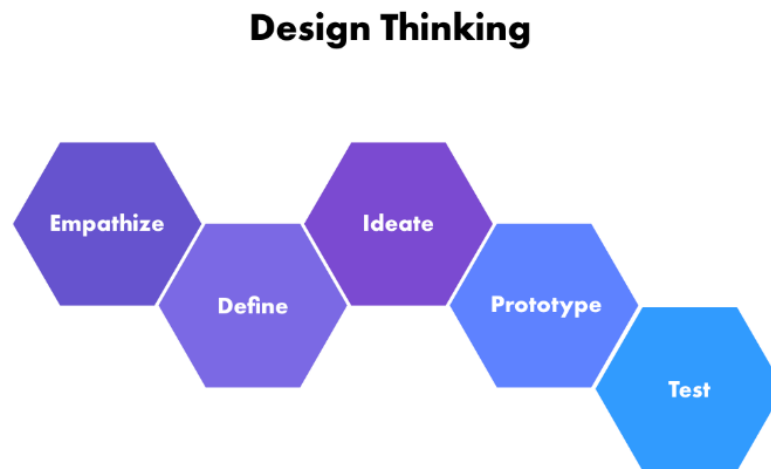 Design Thinking
Empathize
Define
Ideate
Prototype
Test